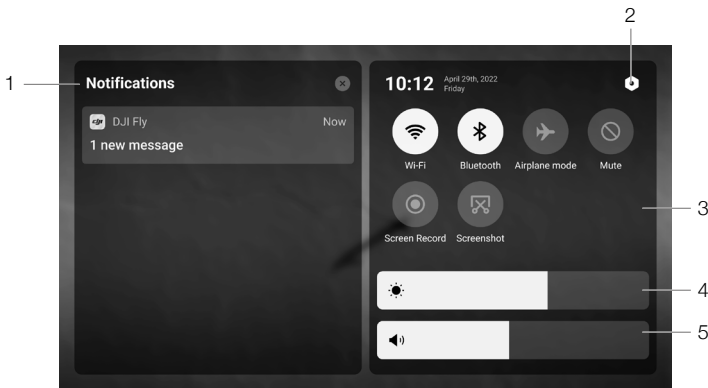 2
1
Notifications
DJI Fly
Now
1 new message
10:12
April 29th, 2022
Friday
Wi-Fi
Bluetooth
Airplane mode
Mute
Screen Record
Screenshot
3
4
5